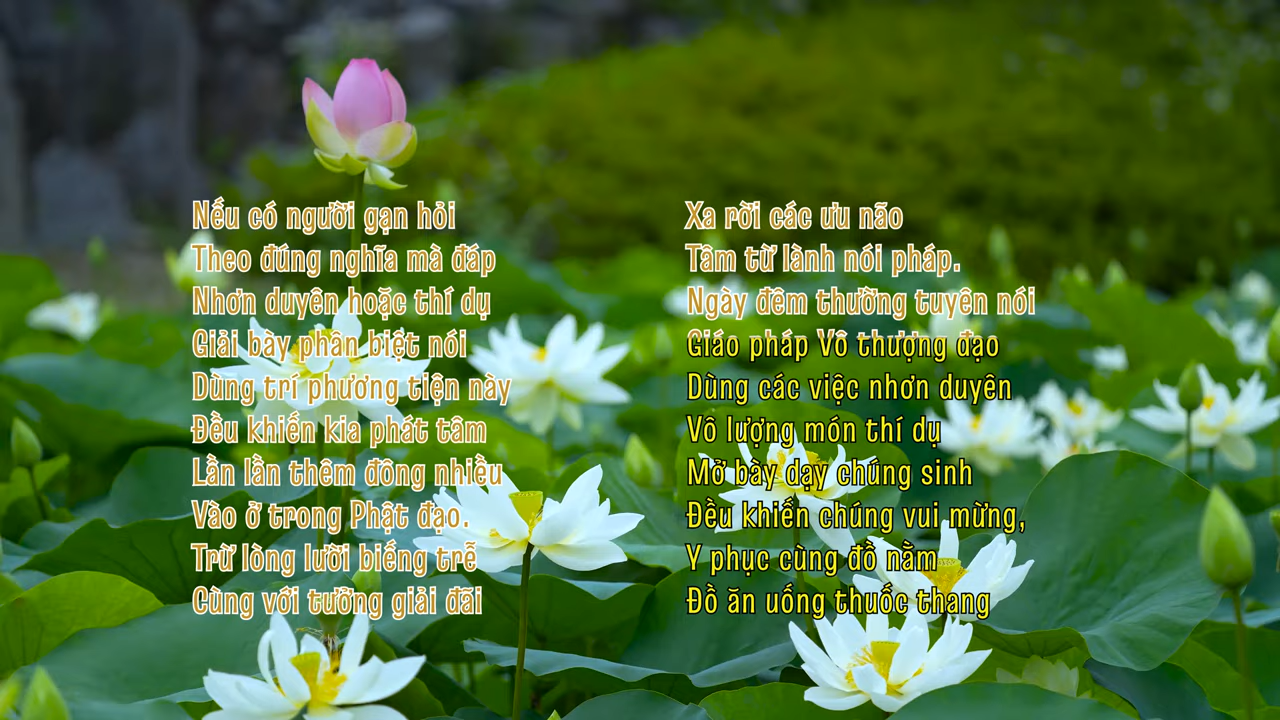 Nếu có người gạn hỏi
Theo đúng nghĩa mà đáp
Nhơn duyên hoặc thí dụ
Giải bày phân biệt nói
Dùng trí phương tiện này
Đều khiến kia phát tâm
Lần lần thêm đông nhiều
Vào ở trong Phật đạo.
Trừ lòng lười biếng trễ
Cùng với tưởng giải đãi
Xa rời các ưu não
Tâm từ lành nói pháp.
Ngày đêm thường tuyên nói
Giáo pháp Vô thượng đạo
Dùng các việc nhơn duyên
Vô lượng món thí dụ
Mở bày dạy chúng sinh
Đều khiến chúng vui mừng,
Y phục cùng đồ nằm
Đồ ăn uống thuốc thang